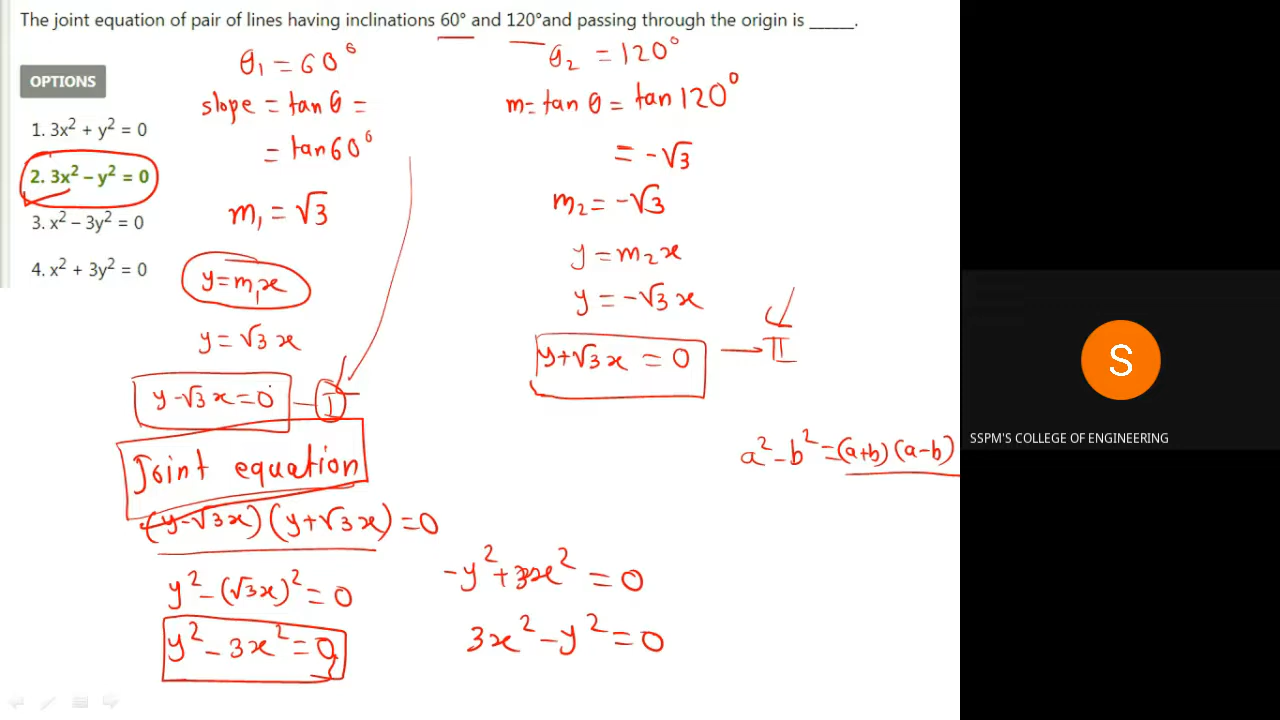 The joint equation of pair of lines having inclinations 60° and 120°and passing through the origin is ______.
OPTIONS
1. 3x² + y² = 0
2. 3x² – y² = 0
3. x² – 3y² = 0
4. x² + 3y² = 0
θ₁ = 60°
slope = tan θ =
= tan 60°
m₁ = √3
y = m₁x
y = √3 x
y - √3 x = 0 — I
θ₂ = 120°
m = tan θ = tan 120°
= -√3
m₂ = -√3
y = m₂x
y = -√3 x
y + √3 x = 0 → II
a² - b² = (a+b) (a-b)
Joint equation
(y - √3x) (y + √3x) = 0
y² - (√3x)² = 0
y² - 3x² = 0
-y² + 3x² = 0
3x² - y² = 0
S
SSPM'S COLLEGE OF ENGINEERING